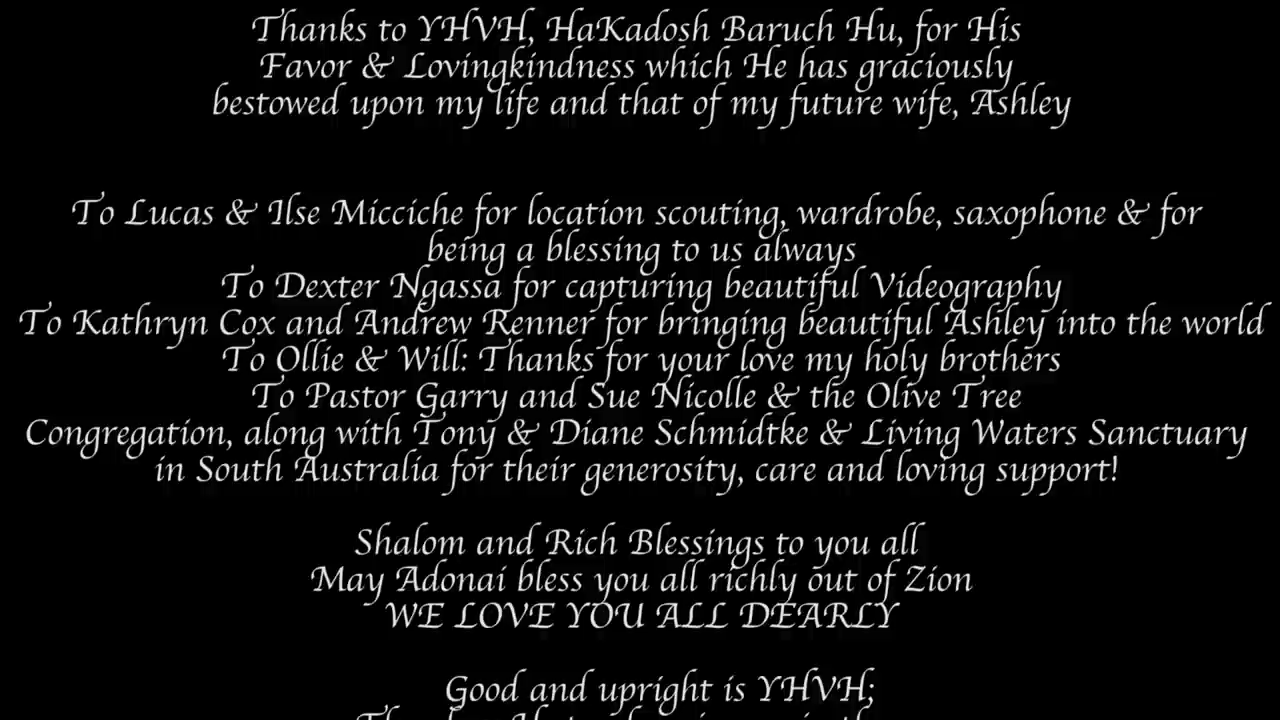 Thanks to YHVH, HaKadosh Baruch Hu, for His
Favor & Lovingkindness which He has graciously
bestowed upon my life and that of my future wife, Ashley
To Lucas & Ilse Micciche for location scouting, wardrobe, saxophone & for
being a blessing to us always
To Dexter Ngassa for capturing beautiful Videography
To Kathryn Cox and Andrew Renner for bringing beautiful Ashley into the world
To Ollie & Will: Thanks for your love my holy brothers
To Pastor Garry and Sue Nicolle & the Olive Tree
Congregation, along with Tony & Diane Schmidtke & Living Waters Sanctuary
in South Australia for their generosity, care and loving support!
Shalom and Rich Blessings to you all
May Adonai bless you all richly out of Zion
WE LOVE YOU ALL DEARLY
Good and upright is YHVH;